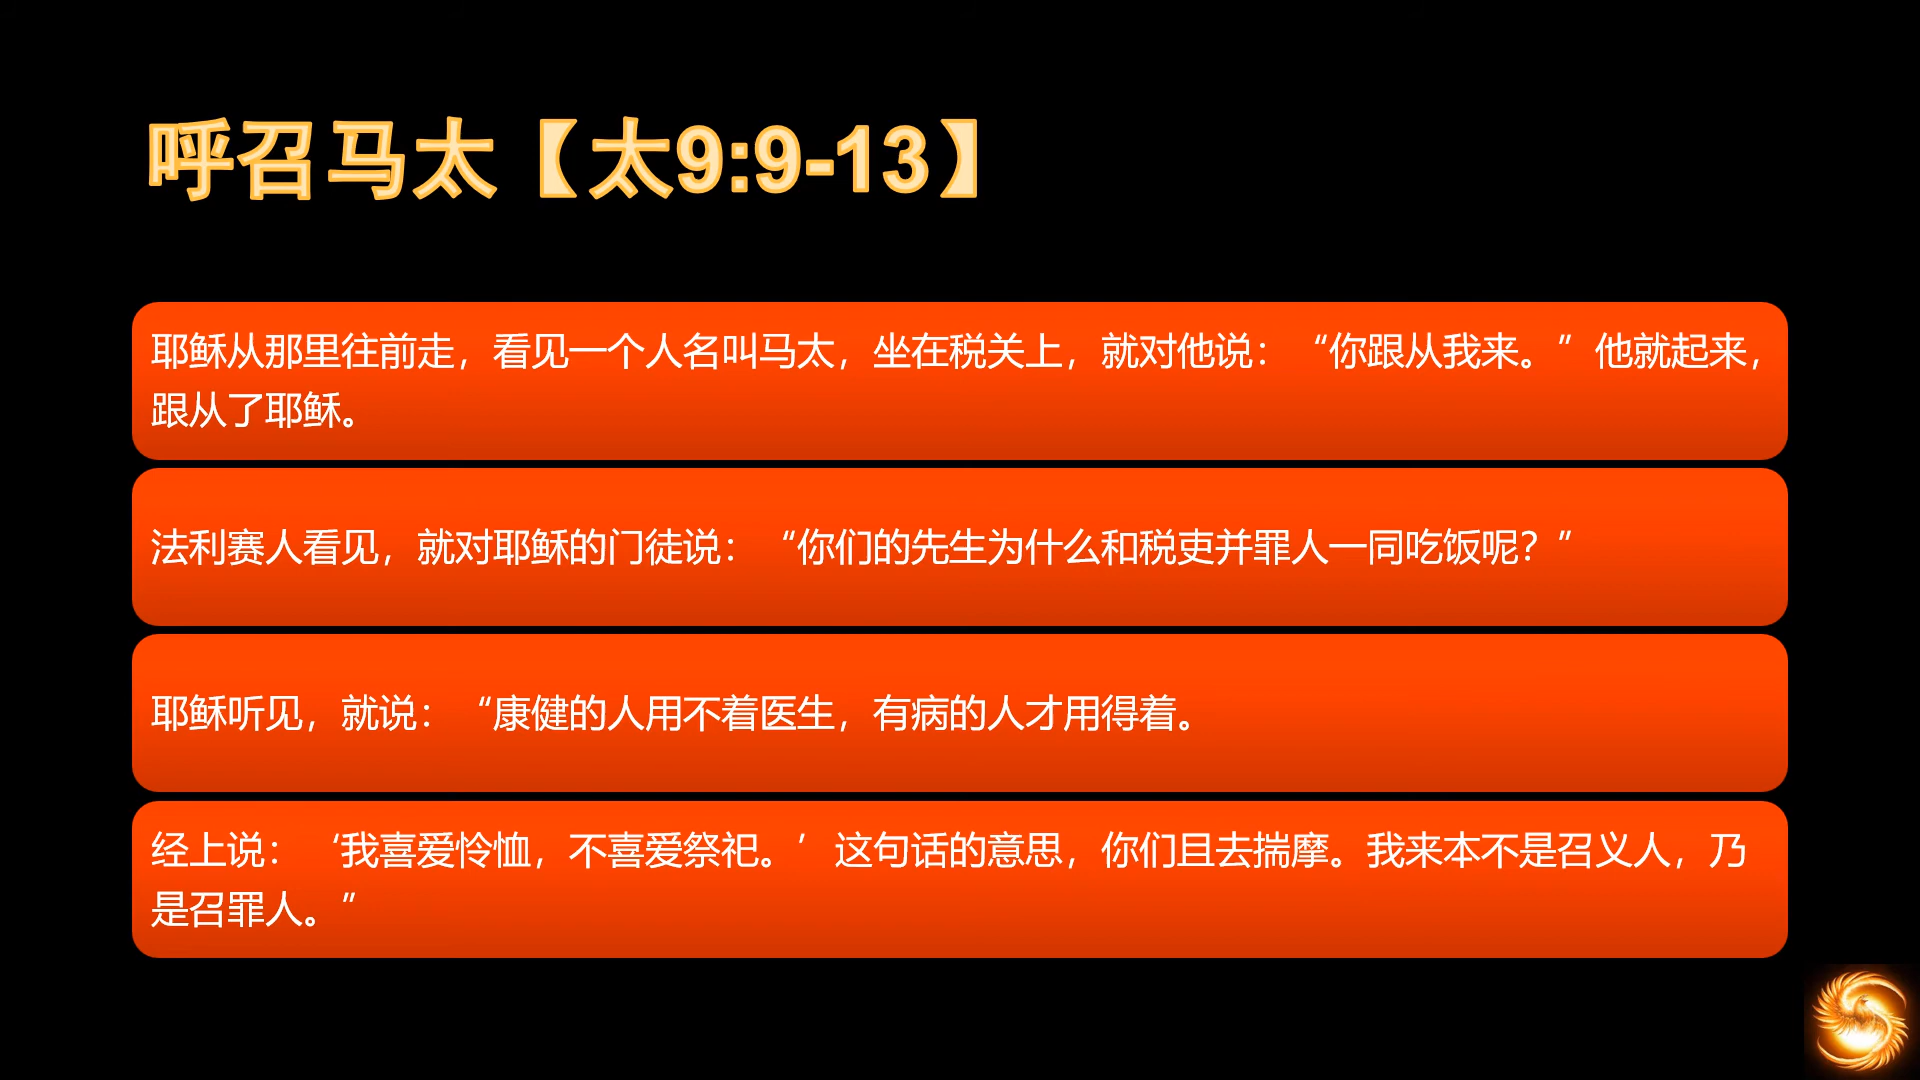 呼召马太【太9:9-13】
耶稣从那里往前走，看见一个人名叫马太，坐在税关上，就对他说：“你跟从我来。”他就起来，
跟从了耶稣。
法利赛人看见，就对耶稣的门徒说：“你们的先生为什么和税吏并罪人一同吃饭呢？”
耶稣听见，就说：“康健的人用不着医生，有病的人才用得着。
经上说：‘我喜爱怜恤，不喜爱祭祀。’这句话的意思，你们且去揣摩。我来本不是召义人，乃
是召罪人。”